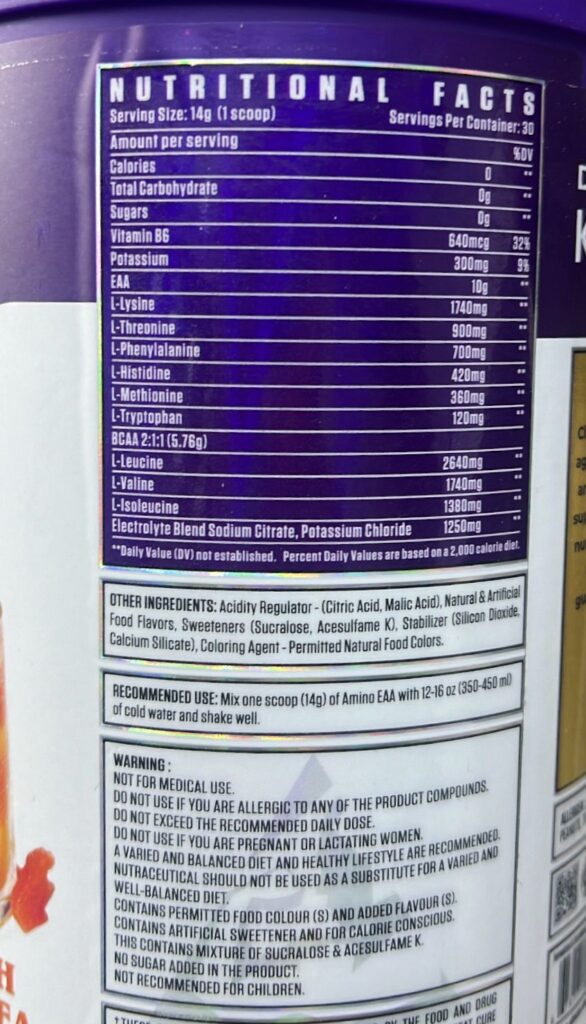 NUTRITIONAL FACTS
Serving Size: 14g (1 scoop) Servings Per Container: 30
Amount per serving %DV
Calories 0 **
Total Carbohydrate 0g **
Sugars 0g **
Vitamin B6 640mcg 32%
Potassium 300mg 9%
EAA 10g **
L-Lysine 1740mg **
L-Threonine 900mg **
L-Phenylalanine 700mg **
L-Histidine 420mg **
L-Methionine 360mg **
L-Tryptophan 120mg **
BCAA 2:1:1 (5.76g)
L-Leucine 2640mg **
L-Valine 1740mg **
L-Isoleucine 1380mg **
Electrolyte Blend Sodium Citrate, Potassium Chloride 1250mg **
**Daily Value (DV) not established. Percent Daily Values are based on a 2,000 calorie diet.
OTHER INGREDIENTS: Acidity Regulator - (Citric Acid, Malic Acid), Natural & Artificial
Food Flavors, Sweeteners (Sucralose, Acesulfame K), Stabilizer (Silicon Dioxide,
Calcium Silicate), Coloring Agent - Permitted Natural Food Colors.
RECOMMENDED USE: Mix one scoop (14g) of Amino EAA with 12-16 oz (350-450 ml)
of cold water and shake well.
WARNING :
NOT FOR MEDICAL USE.
DO NOT USE IF YOU ARE ALLERGIC TO ANY OF THE PRODUCT COMPOUNDS.
DO NOT EXCEED THE RECOMMENDED DAILY DOSE.
DO NOT USE IF YOU ARE PREGNANT OR LACTATING WOMEN.
A VARIED AND BALANCED DIET AND HEALTHY LIFESTYLE ARE RECOMMENDED.
NUTRACEUTICAL SHOULD NOT BE USED AS A SUBSTITUTE FOR A VARIED AND
WELL-BALANCED DIET.
CONTAINS PERMITTED FOOD COLOUR (S) AND ADDED FLAVOUR (S).
CONTAINS ARTIFICIAL SWEETENER AND FOR CALORIE CONSCIOUS.
THIS CONTAINS MIXTURE OF SUCRALOSE & ACESULFAME K.
NO SUGAR ADDED IN THE PRODUCT.
NOT RECOMMENDED FOR CHILDREN.
THE FOOD AND DRUG
CURE